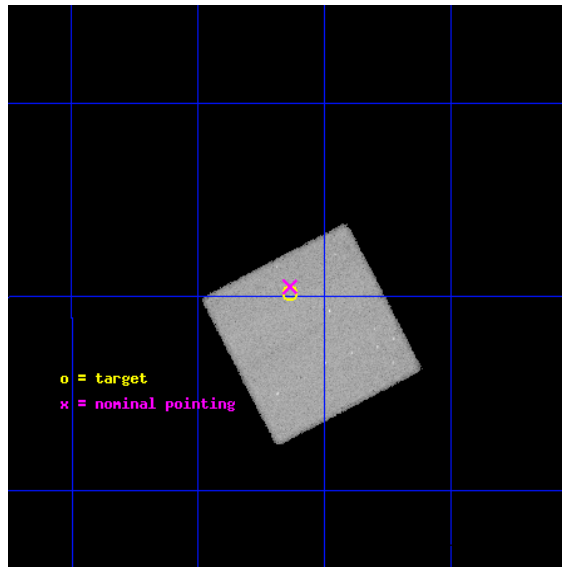 o = target
x = nominal pointing